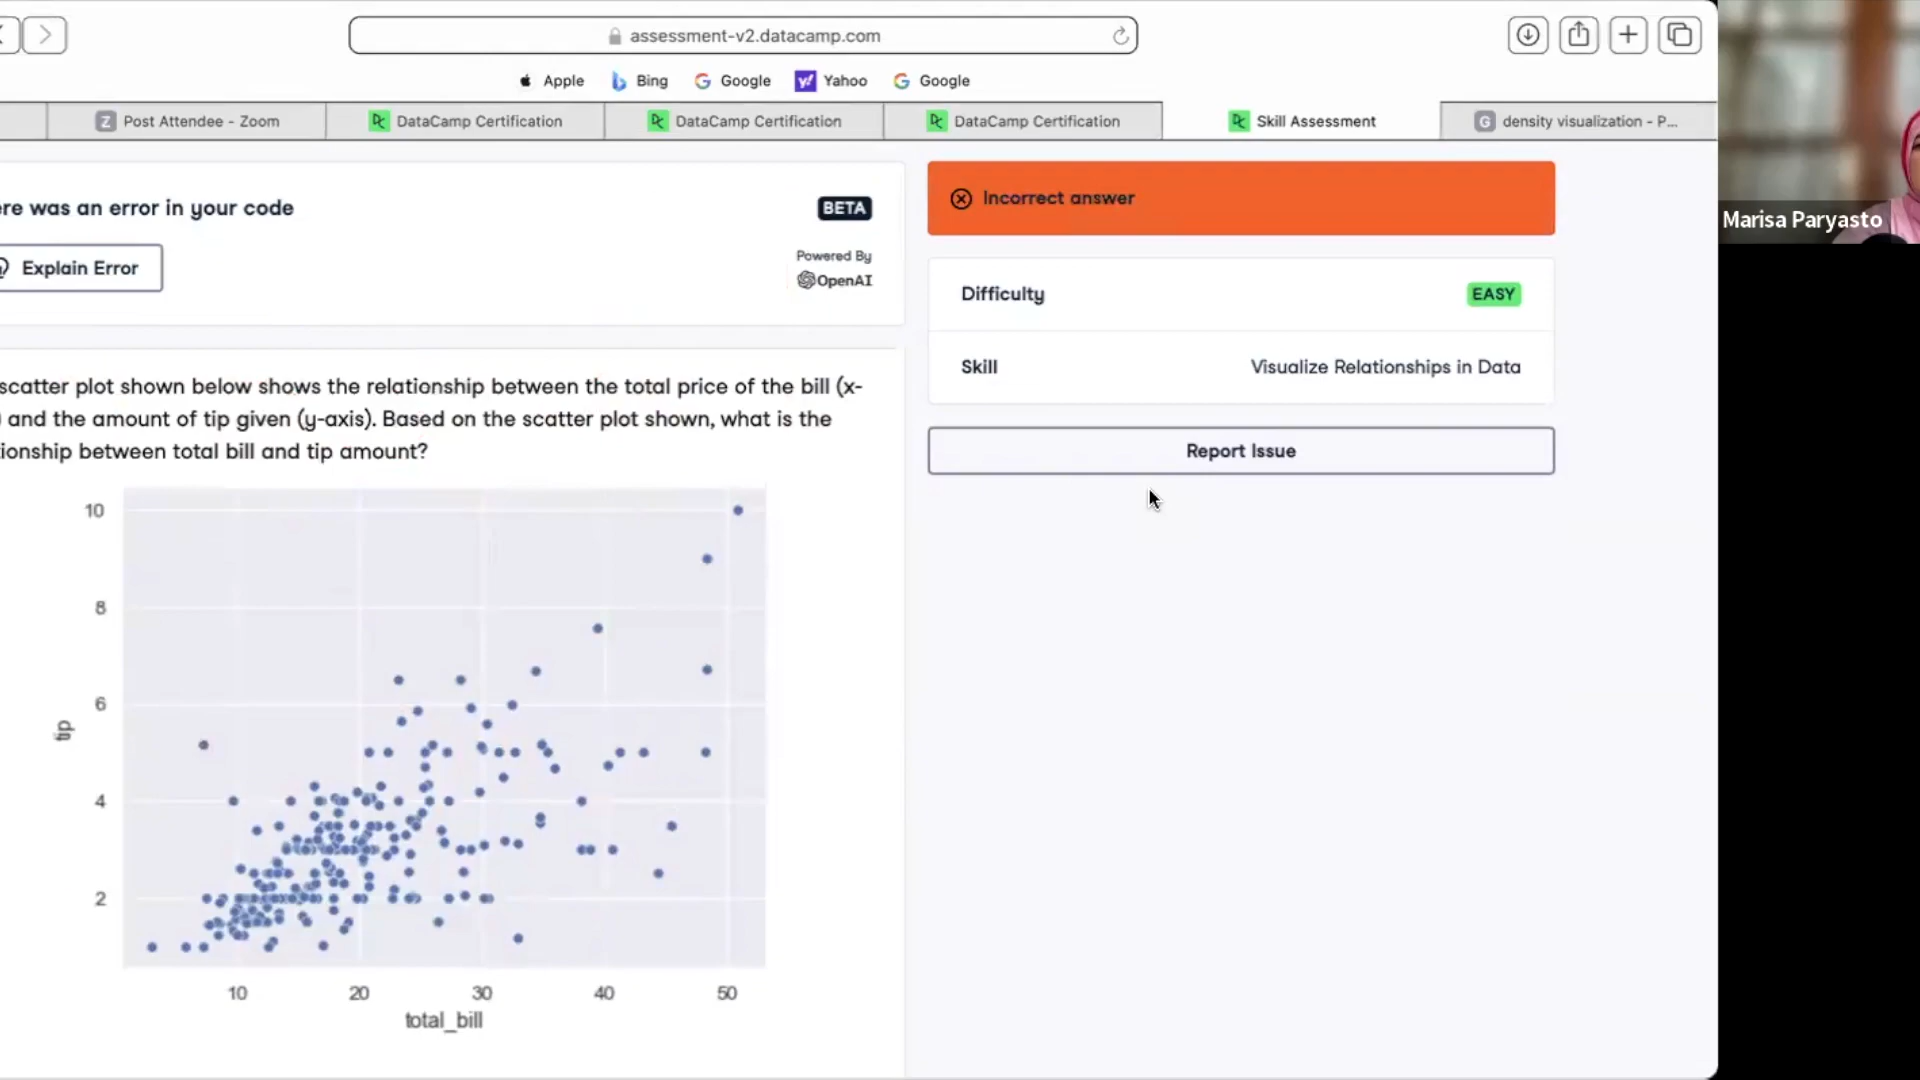 assessment-v2.datacamp.com
Apple Bing Google Yahoo Google
Post Attendee - Zoom DataCamp Certification DataCamp Certification DataCamp Certification Skill Assessment density visualization - P...
ere was an error in your code
BETA
Explain Error
Powered By
OpenAI
Incorrect answer
Difficulty EASY
Skill Visualize Relationships in Data
Report Issue
scatter plot shown below shows the relationship between the total price of the bill (x-
) and the amount of tip given (y-axis). Based on the scatter plot shown, what is the
tionship between total bill and tip amount?
10
8
6
4
2
tip
10 20 30 40 50
total_bill
Marisa Paryasto